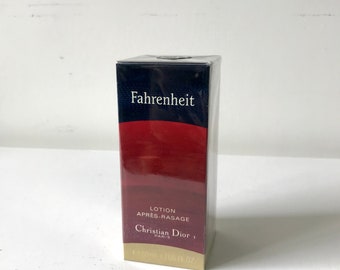 Fahrenheit
LOTION
APRÈS-RASAGE
Christian Dior
PARIS